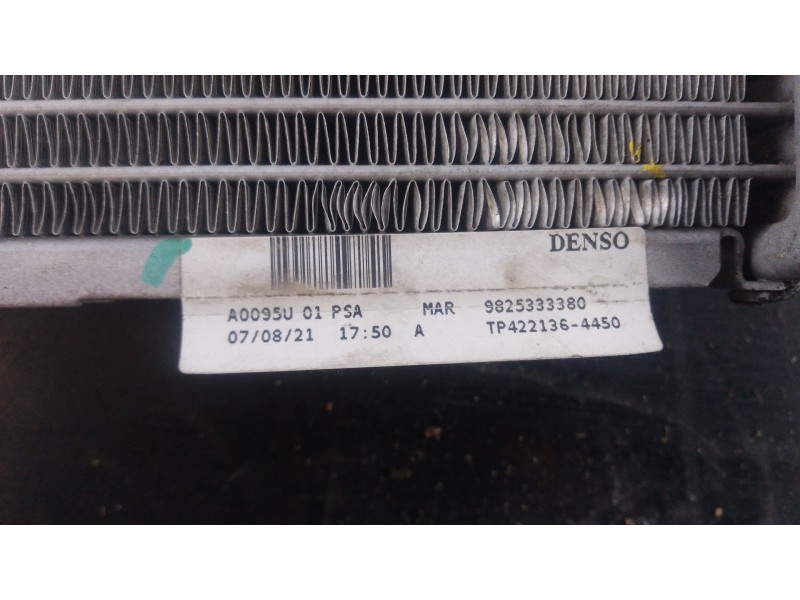 DENSO
A0095U 01 PSA MAR 9825333380
07/08/21 17:50 A TP422136-4450